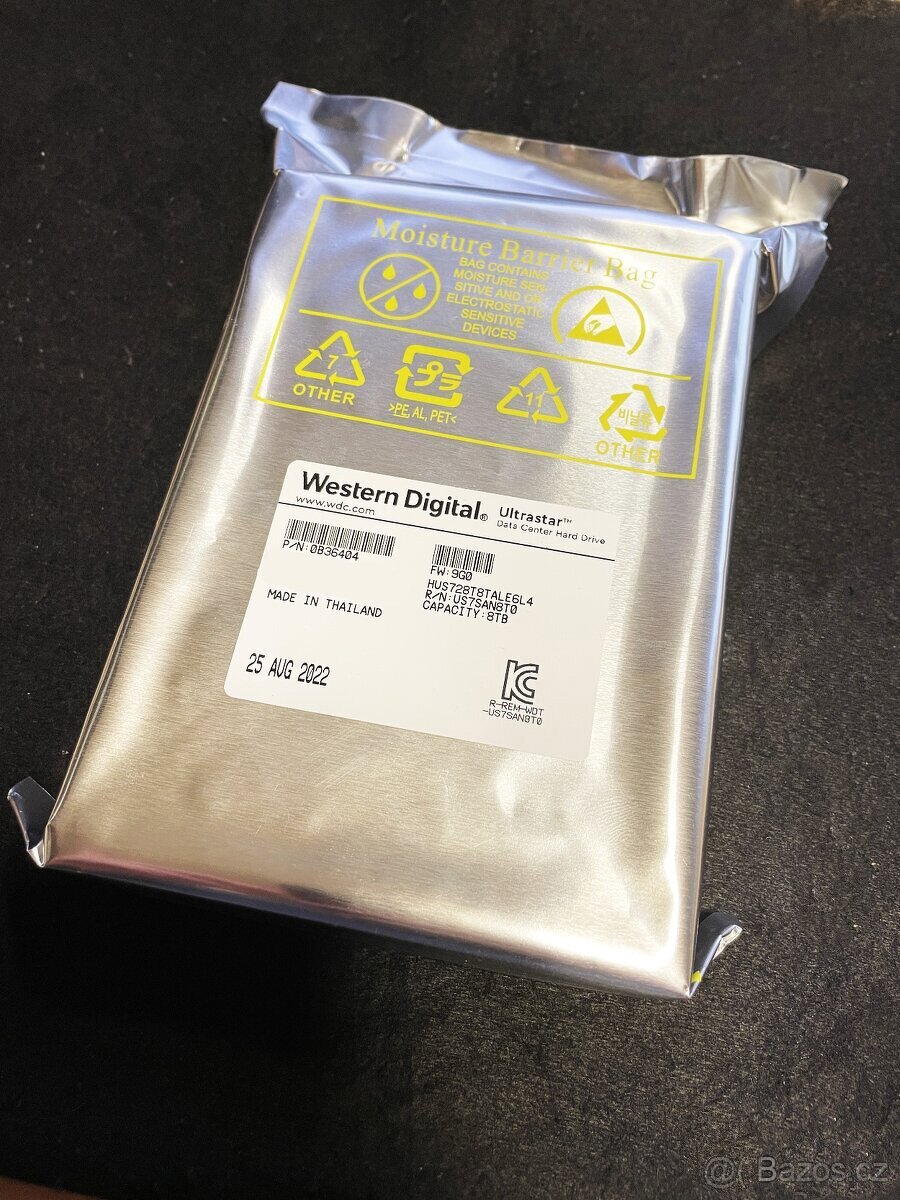 Moisture Barrier Bag
BAG CONTAINS
MOISTURE SEN-
SITIVE AND OR
ELECTROSTATIC
SENSITIVE
DEVICES
7
OTHER
プラ
>PE, AL, PET<
11
비닐류
OTHER
Western Digital®
www.wdc.com
Ultrastar™
Data Center Hard Drive
P/N:0B36404
FW:9G0
HUS728T8TALE6L4
R/N:US7SAN8T0
CAPACITY:8TB
MADE IN THAILAND
25 AUG 2022
R-REM-WDT
-US7SAN8T0
@( Bazos.cz